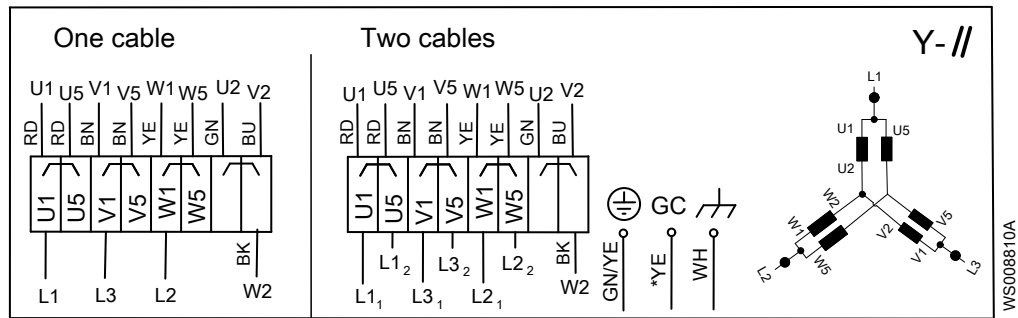 One cable
U1 U5 V1 V5 W1 W5 U2 V2
RD RD BN BN YE YE GN BU
U1 U5 V1 V5 W1 W5
BK
L1 L3 L2 W2
Two cables
U1 U5 V1 V5 W1 W5 U2 V2
RD RD BN BN YE YE GN BU
U1 U5 V1 V5 W1 W5
BK
L1₂ L3₂ L2₂
L1₁ L3₁ L2₁ W2
GC
GN/YE *YE WH
Y-//
L1
U1 U5
U2
W2 W1 W5 L2
V5 V2 V1 L3
WS008810A